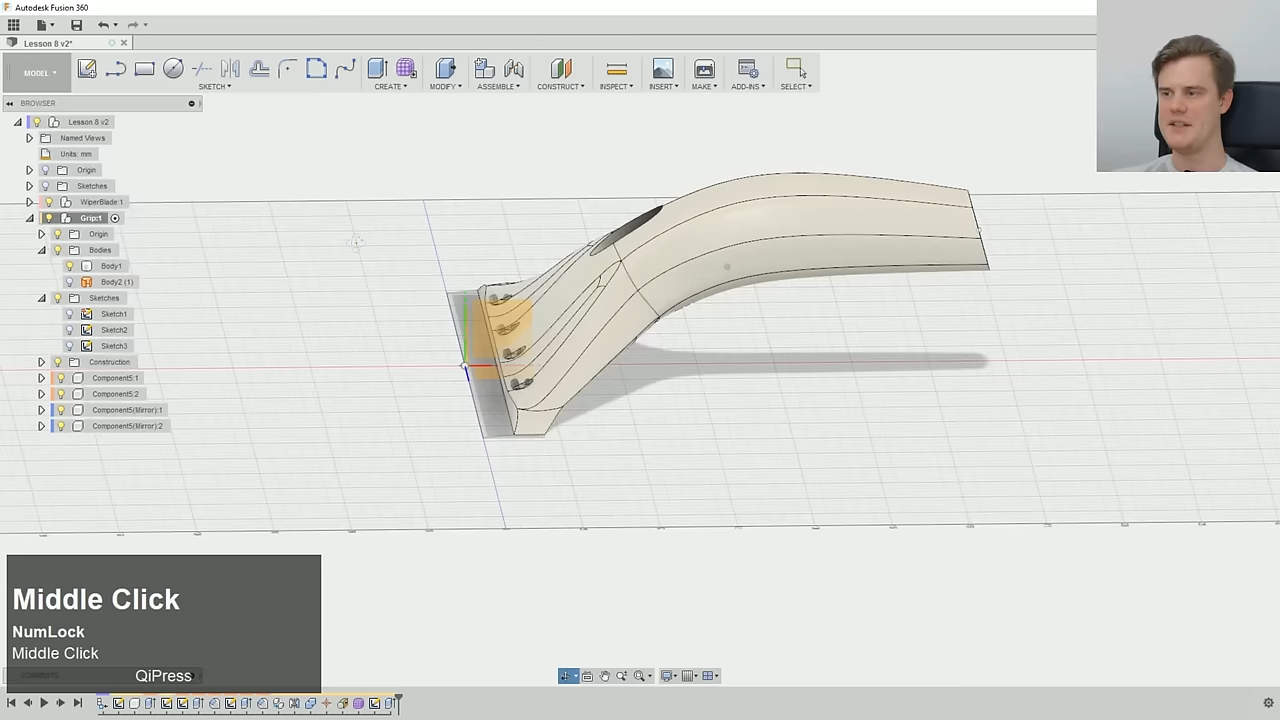 Autodesk Fusion 360
Lesson 8 v2*
MODEL
SKETCH
CREATE
MODIFY
ASSEMBLE
CONSTRUCT
INSPECT
INSERT
MAKE
ADD-INS
SELECT
BROWSER
Lesson 8 v2
Named Views
Units: mm
Origin
Sketches
WiperBlade:1
Grip:1
Origin
Bodies
Body1
Body2 (1)
Sketches
Sketch1
Sketch2
Sketch3
Construction
Component5:1
Component5:2
Component5(Mirror):1
Component5(Mirror):2
Middle Click
NumLock
Middle Click
COMMENTS
QiPress